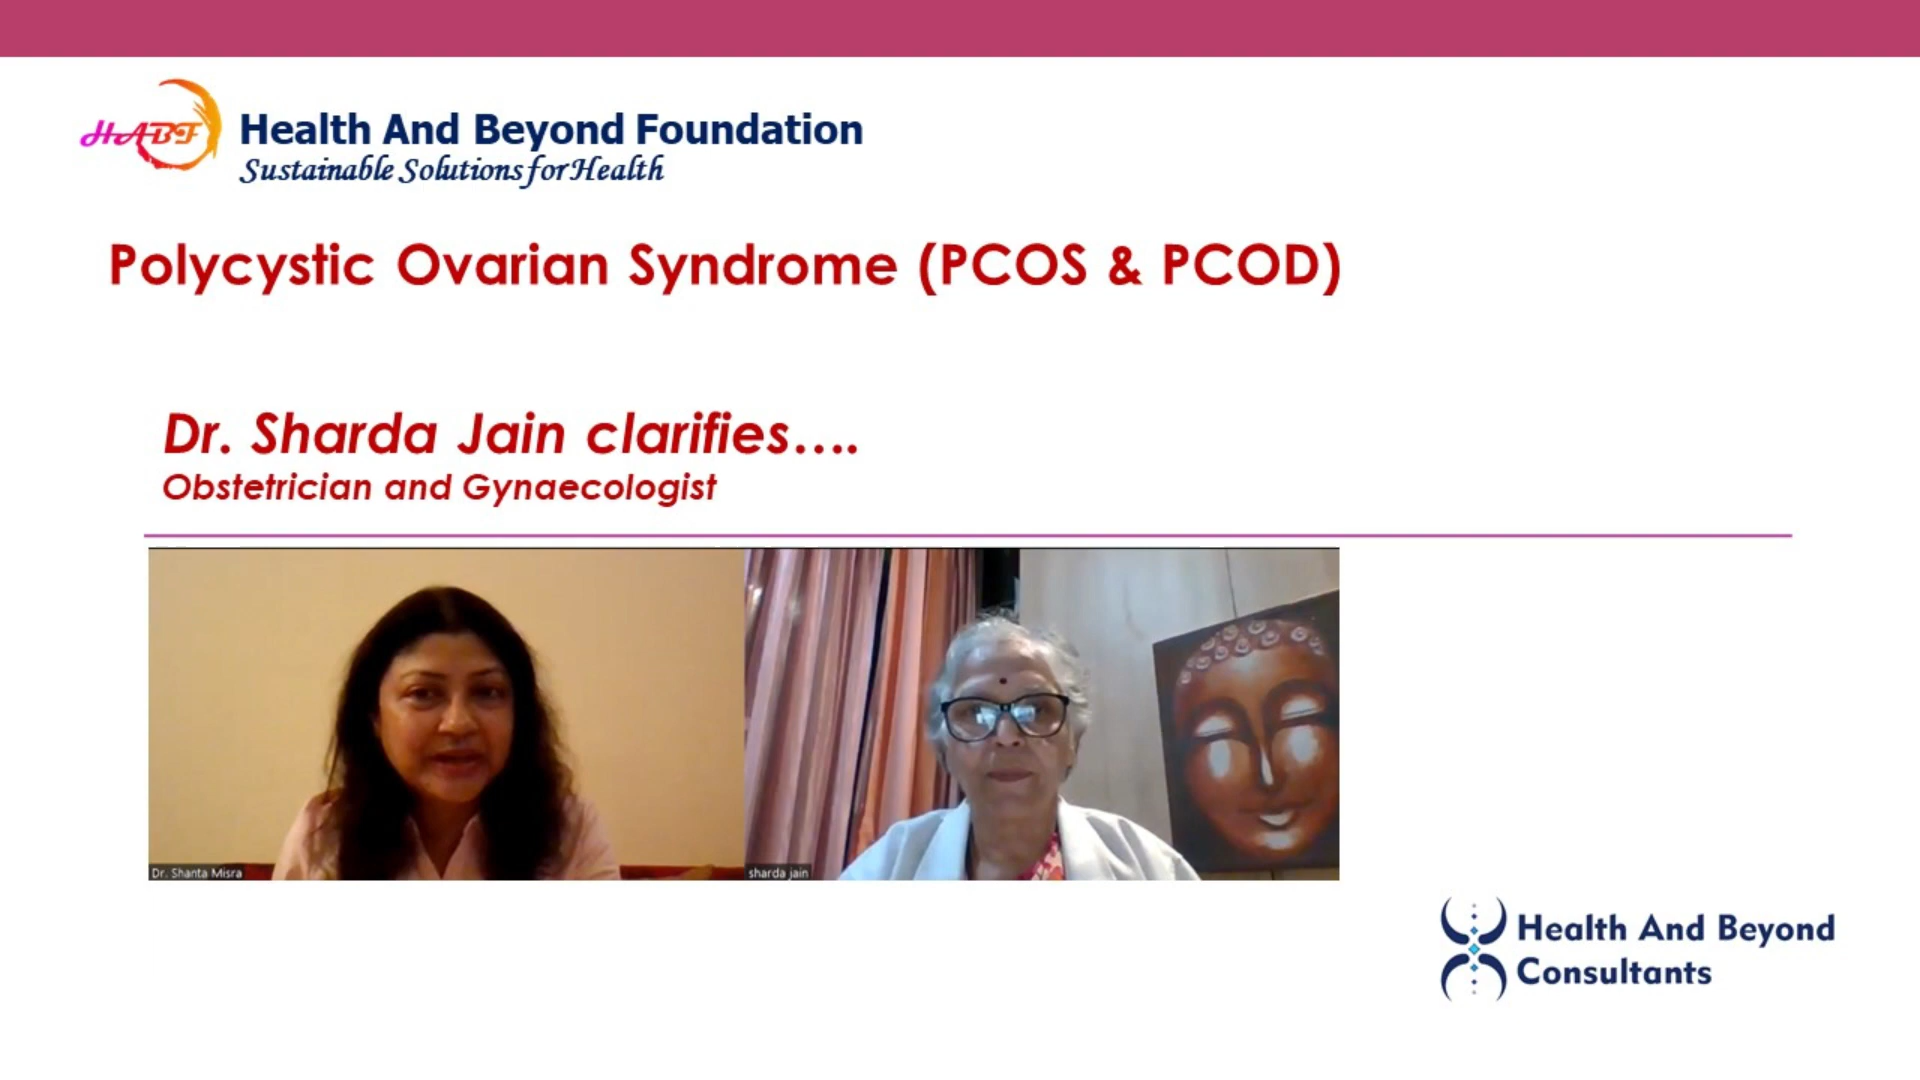 HABF
Health And Beyond Foundation
Sustainable Solutions for Health
Polycystic Ovarian Syndrome (PCOS & PCOD)
Dr. Sharda Jain clarifies....
Obstetrician and Gynaecologist
Dr. Shanta Misra
sharda jain
Health And Beyond
Consultants